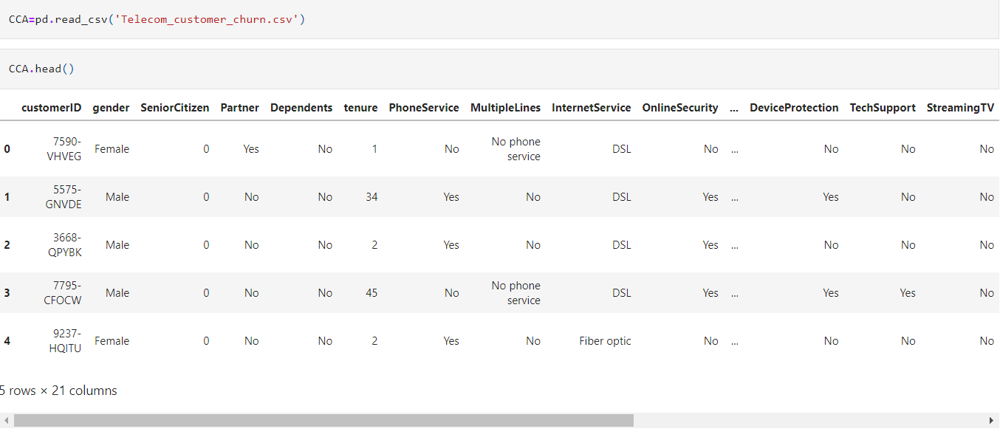 CCA=pd.read_csv('Telecom_customer_churn.csv')
CCA.head()
customerID gender SeniorCitizen Partner Dependents tenure PhoneService MultipleLines InternetService OnlineSecurity ... DeviceProtection TechSupport StreamingTV
0 7590-VHVEG Female 0 Yes No 1 No No phone service DSL No ... No No No
1 5575-GNVDE Male 0 No No 34 Yes No DSL Yes ... Yes No No
2 3668-QPYBK Male 0 No No 2 Yes No DSL Yes ... No No No
3 7795-CFOCW Male 0 No No 45 No No phone service DSL Yes ... Yes Yes No
4 9237-HQITU Female 0 No No 2 Yes No Fiber optic No ... No No No
5 rows × 21 columns